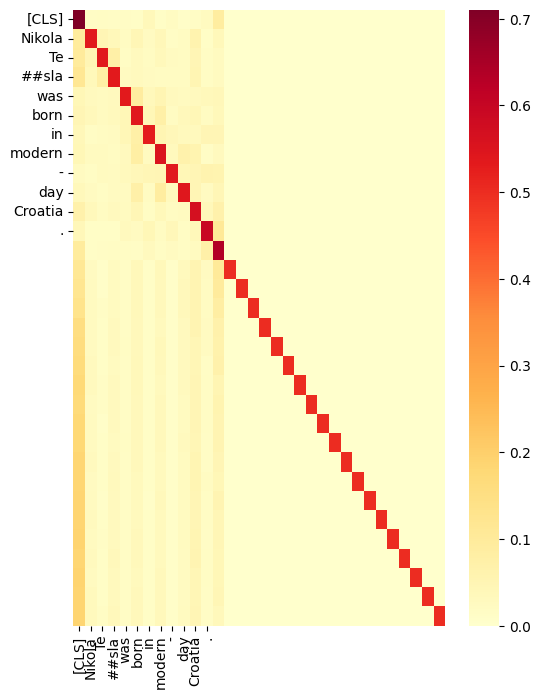 [CLS]
Nikola
Te
##sla
was
born
in
modern
-
day
Croatia
.
0.7
0.6
0.5
0.4
0.3
0.2
0.1
0.0
[CLS]
Nikola
Te
##sla
was
born
in
modern
-
day
Croatia
.